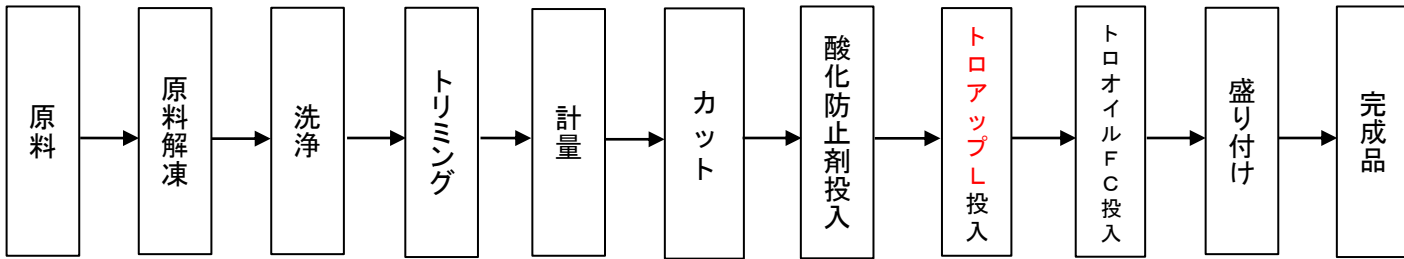 原料
原料解凍
洗浄
トリミング
計量
カット
酸化防止剤投入
トロアップL投入
トロオイルFC投入
盛り付け
完成品